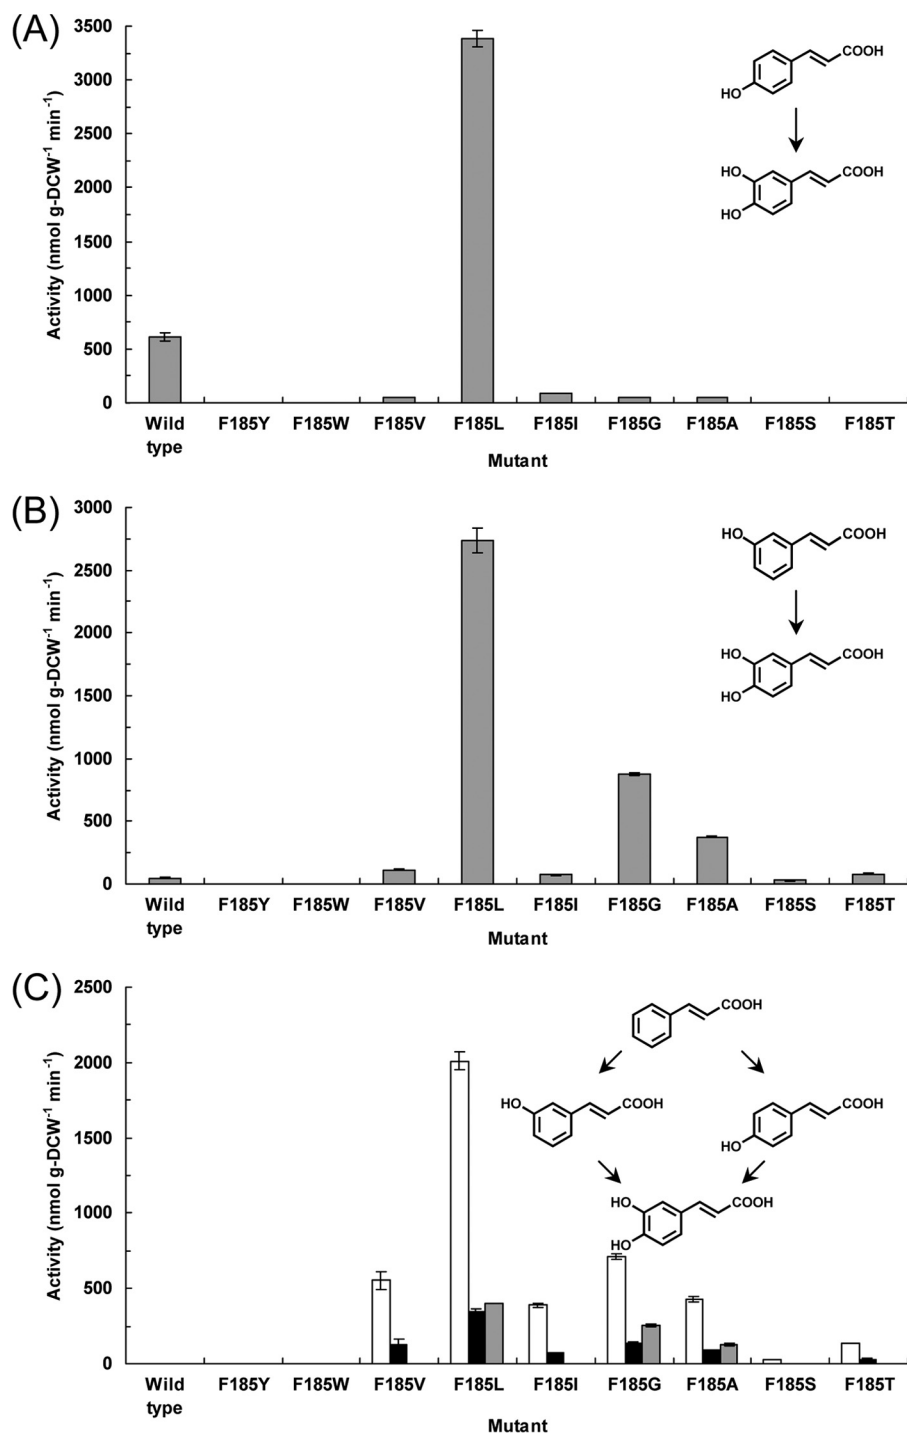 (A)
Activity (nmol g-DCW⁻¹ min⁻¹)
3500
3000
2500
2000
1500
1000
500
0
COOH
HO
COOH
HO
HO
Wild type F185Y F185W F185V F185L F185I F185G F185A F185S F185T
Mutant
(B)
Activity (nmol g-DCW⁻¹ min⁻¹)
3000
2500
2000
1500
1000
500
0
HO
COOH
HO
COOH
HO
Wild type F185Y F185W F185V F185L F185I F185G F185A F185S F185T
Mutant
(C)
Activity (nmol g-DCW⁻¹ min⁻¹)
2500
2000
1500
1000
500
0
COOH
HO
COOH
COOH
HO
HO
COOH
HO
Wild type F185Y F185W F185V F185L F185I F185G F185A F185S F185T
Mutant